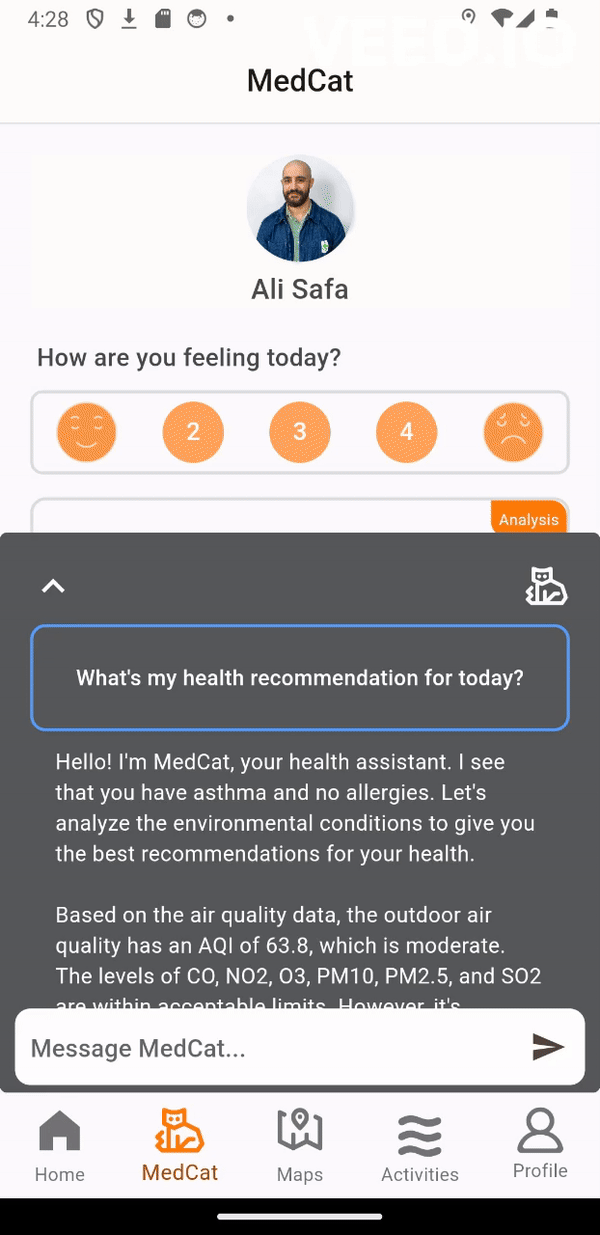 4:28
VEED.IO
MedCat
Ali Safa
How are you feeling today?
2 3 4
Analysis
What's my health recommendation for today?
Hello! I'm MedCat, your health assistant. I see
that you have asthma and no allergies. Let's
analyze the environmental conditions to give you
the best recommendations for your health.
Based on the air quality data, the outdoor air
quality has an AQI of 63.8, which is moderate.
The levels of CO, NO2, O3, PM10, PM2.5, and SO2
are within acceptable limits. However, it's
Message MedCat...
Home MedCat Maps Activities Profile